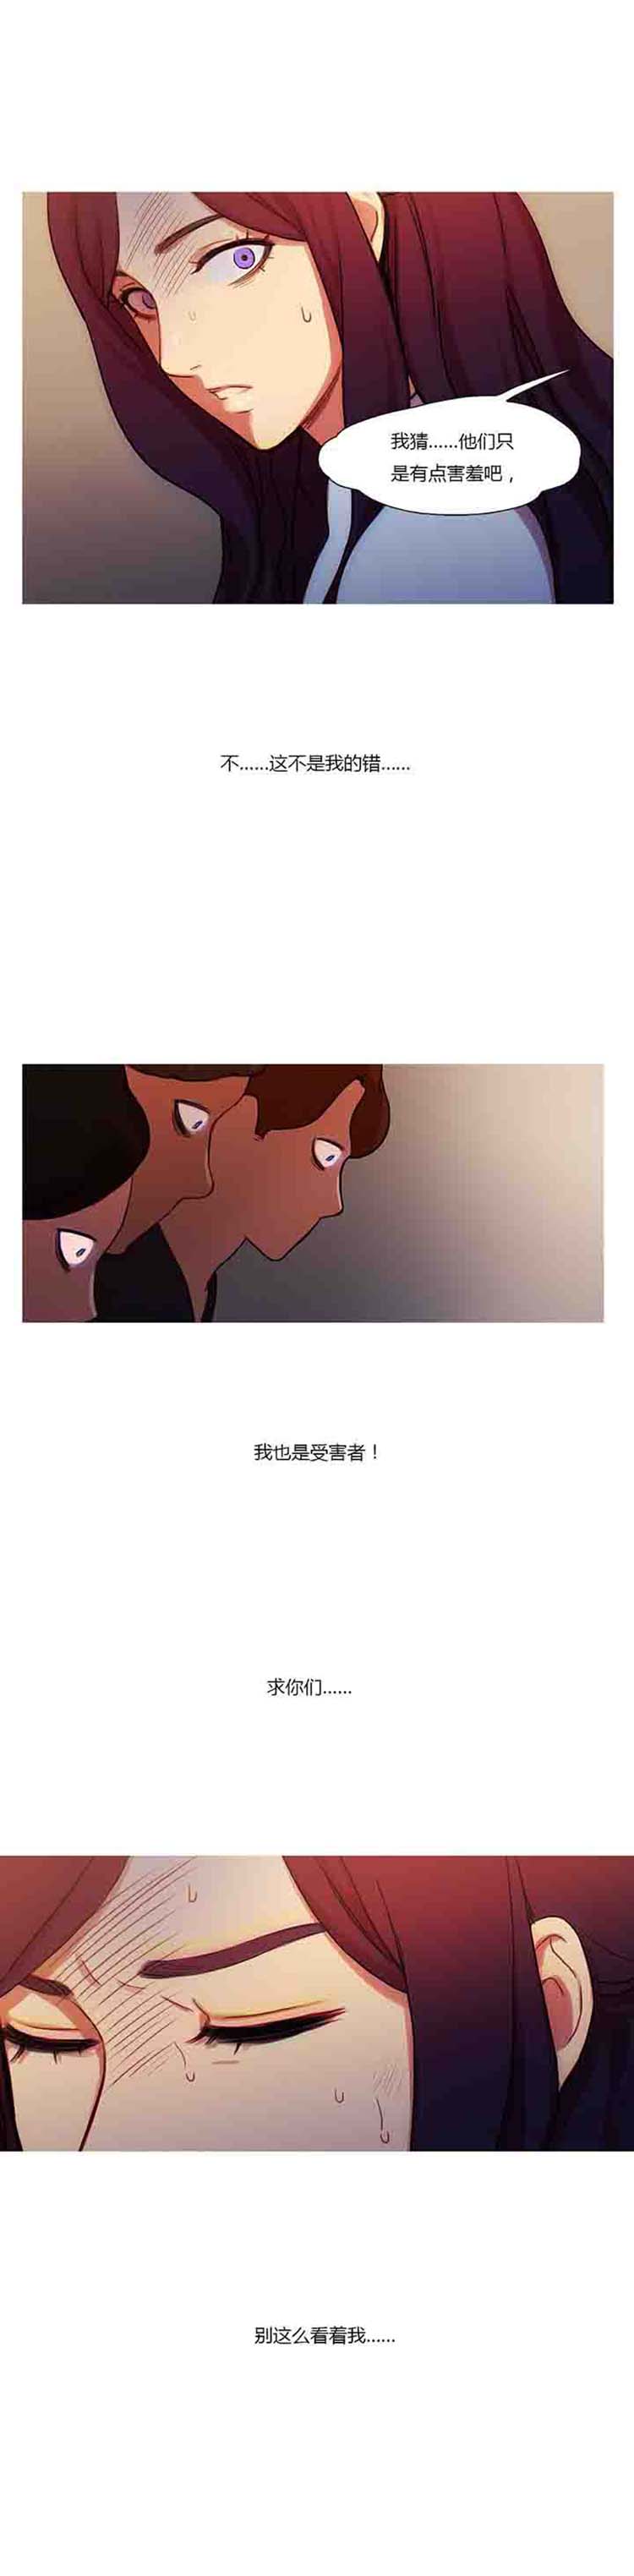 我猜……他们只
是有点害羞吧，
不……这不是我的错……
我也是受害者！
求你们……
别这么看着我……